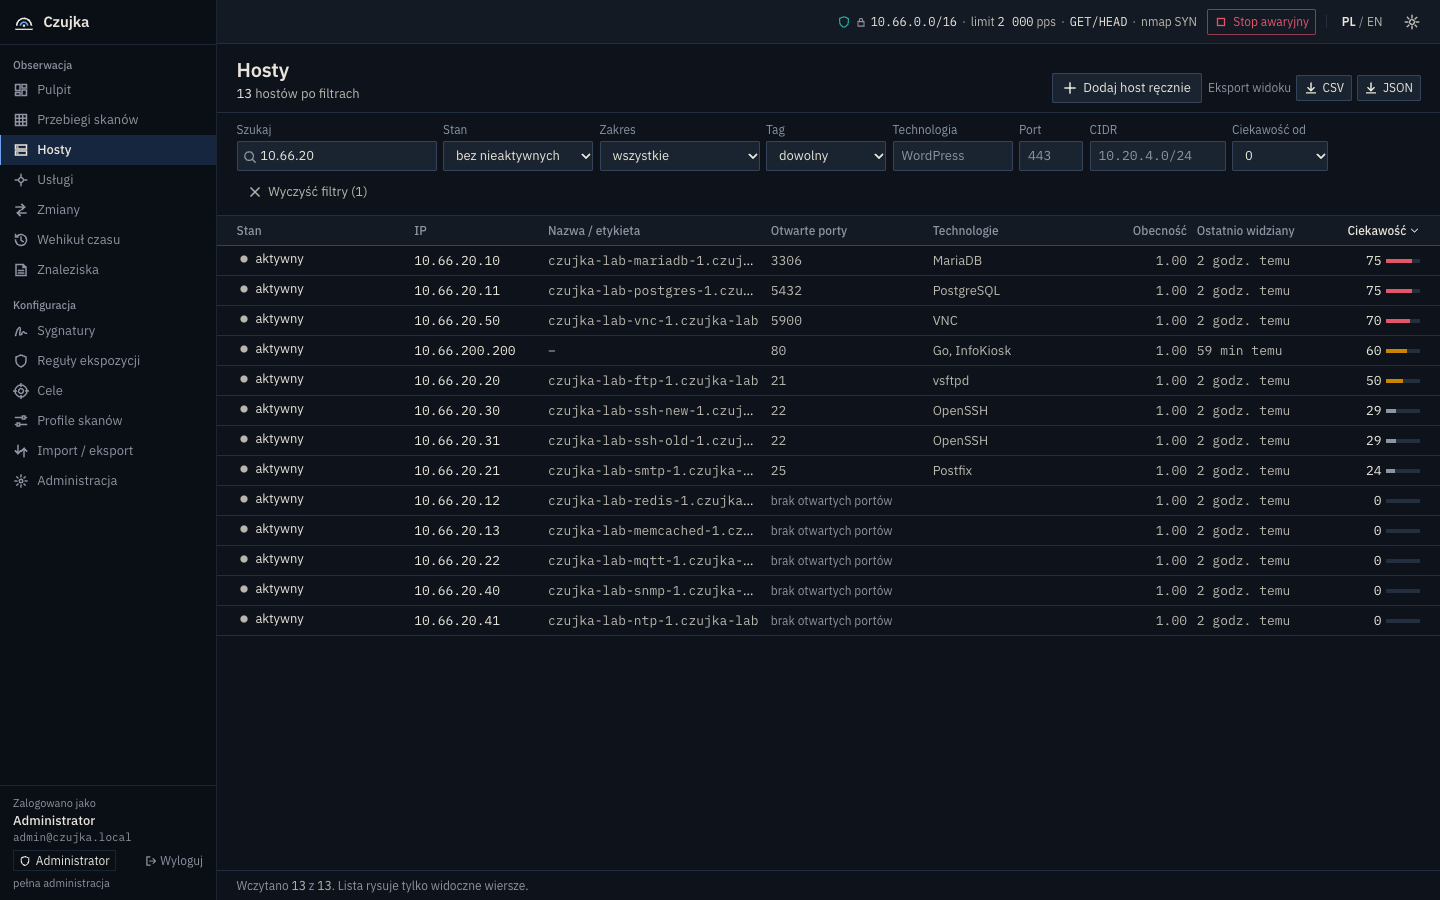 Czujka
10.66.0.0/16 · limit 2 000 pps · GET/HEAD · nmap SYN
Stop awaryjny
PL / EN
Obserwacja
Pulpit
Przebiegi skanów
Hosty
Usługi
Zmiany
Wehikuł czasu
Znaleziska
Konfiguracja
Sygnatury
Reguły ekspozycji
Cele
Profile skanów
Import / eksport
Administracja
Zalogowano jako
Administrator
admin@czujka.local
Administrator
Wyloguj
pełna administracja
Hosty
13 hostów po filtrach
Dodaj host ręcznie
Eksport widoku
CSV
JSON
Szukaj Stan Zakres Tag Technologia Port CIDR Ciekawość od
10.66.20 bez nieaktywnych wszystkie dowolny WordPress 443 10.20.4.0/24 0
Wyczyść filtry (1)
Stan IP Nazwa / etykieta Otwarte porty Technologie Obecność Ostatnio widziany Ciekawość
aktywny 10.66.20.10 czujka-lab-mariadb-1.czuj… 3306 MariaDB 1.00 2 godz. temu 75
aktywny 10.66.20.11 czujka-lab-postgres-1.czu… 5432 PostgreSQL 1.00 2 godz. temu 75
aktywny 10.66.20.50 czujka-lab-vnc-1.czujka-lab 5900 VNC 1.00 2 godz. temu 70
aktywny 10.66.200.200 – 80 Go, InfoKiosk 1.00 59 min temu 60
aktywny 10.66.20.20 czujka-lab-ftp-1.czujka-lab 21 vsftpd 1.00 2 godz. temu 50
aktywny 10.66.20.30 czujka-lab-ssh-new-1.czuj… 22 OpenSSH 1.00 2 godz. temu 29
aktywny 10.66.20.31 czujka-lab-ssh-old-1.czuj… 22 OpenSSH 1.00 2 godz. temu 29
aktywny 10.66.20.21 czujka-lab-smtp-1.czujka-… 25 Postfix 1.00 2 godz. temu 24
aktywny 10.66.20.12 czujka-lab-redis-1.czujka… brak otwartych portów 1.00 2 godz. temu 0
aktywny 10.66.20.13 czujka-lab-memcached-1.cz… brak otwartych portów 1.00 2 godz. temu 0
aktywny 10.66.20.22 czujka-lab-mqtt-1.czujka-… brak otwartych portów 1.00 2 godz. temu 0
aktywny 10.66.20.40 czujka-lab-snmp-1.czujka-… brak otwartych portów 1.00 2 godz. temu 0
aktywny 10.66.20.41 czujka-lab-ntp-1.czujka-lab brak otwartych portów 1.00 2 godz. temu 0
Wczytano 13 z 13. Lista rysuje tylko widoczne wiersze.